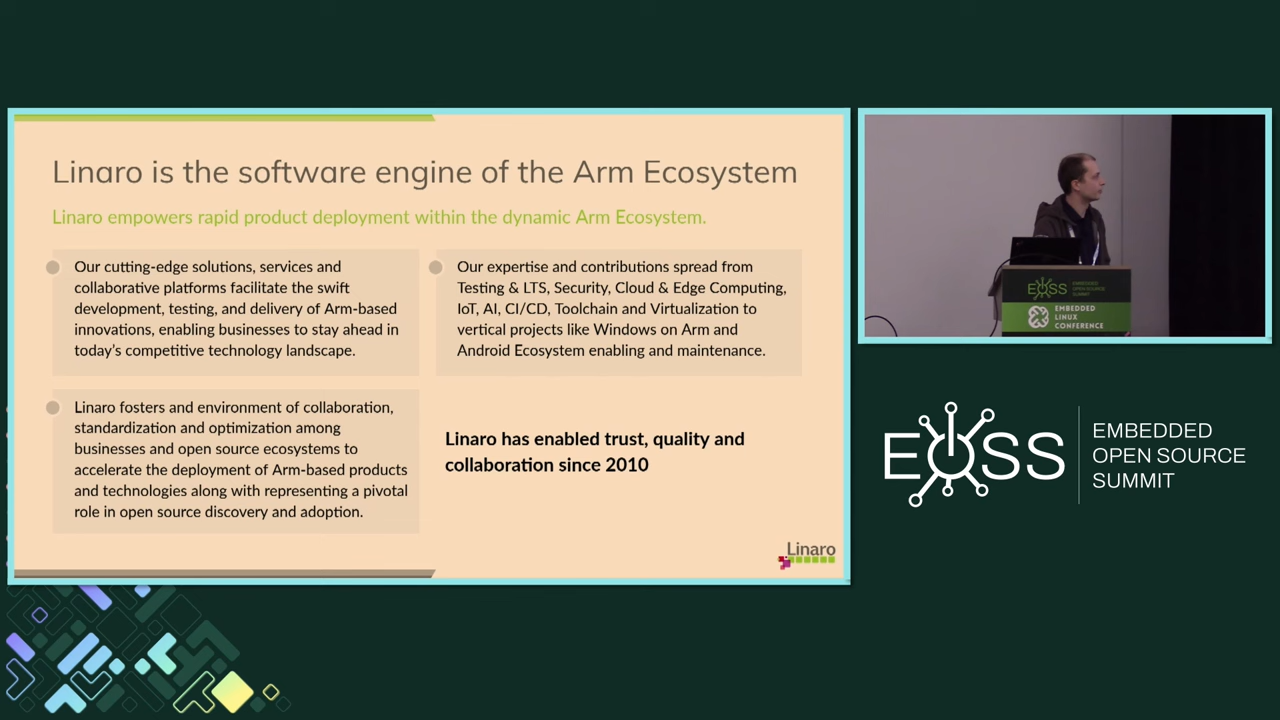 Linaro is the software engine of the Arm Ecosystem
Linaro empowers rapid product deployment within the dynamic Arm Ecosystem.
Our cutting-edge solutions, services and
collaborative platforms facilitate the swift
development, testing, and delivery of Arm-based
innovations, enabling businesses to stay ahead in
today's competitive technology landscape.
Our expertise and contributions spread from
Testing & LTS, Security, Cloud & Edge Computing,
IoT, AI, CI/CD, Toolchain and Virtualization to
vertical projects like Windows on Arm and
Android Ecosystem enabling and maintenance.
Linaro fosters and environment of collaboration,
standardization and optimization among
businesses and open source ecosystems to
accelerate the deployment of Arm-based products
and technologies along with representing a pivotal
role in open source discovery and adoption.
Linaro has enabled trust, quality and
collaboration since 2010
Linaro
EOSS
EMBEDDED
OPEN SOURCE
SUMMIT
EMBEDDED
LINUX
CONFERENCE
EOSS
EMBEDDED
OPEN SOURCE
SUMMIT